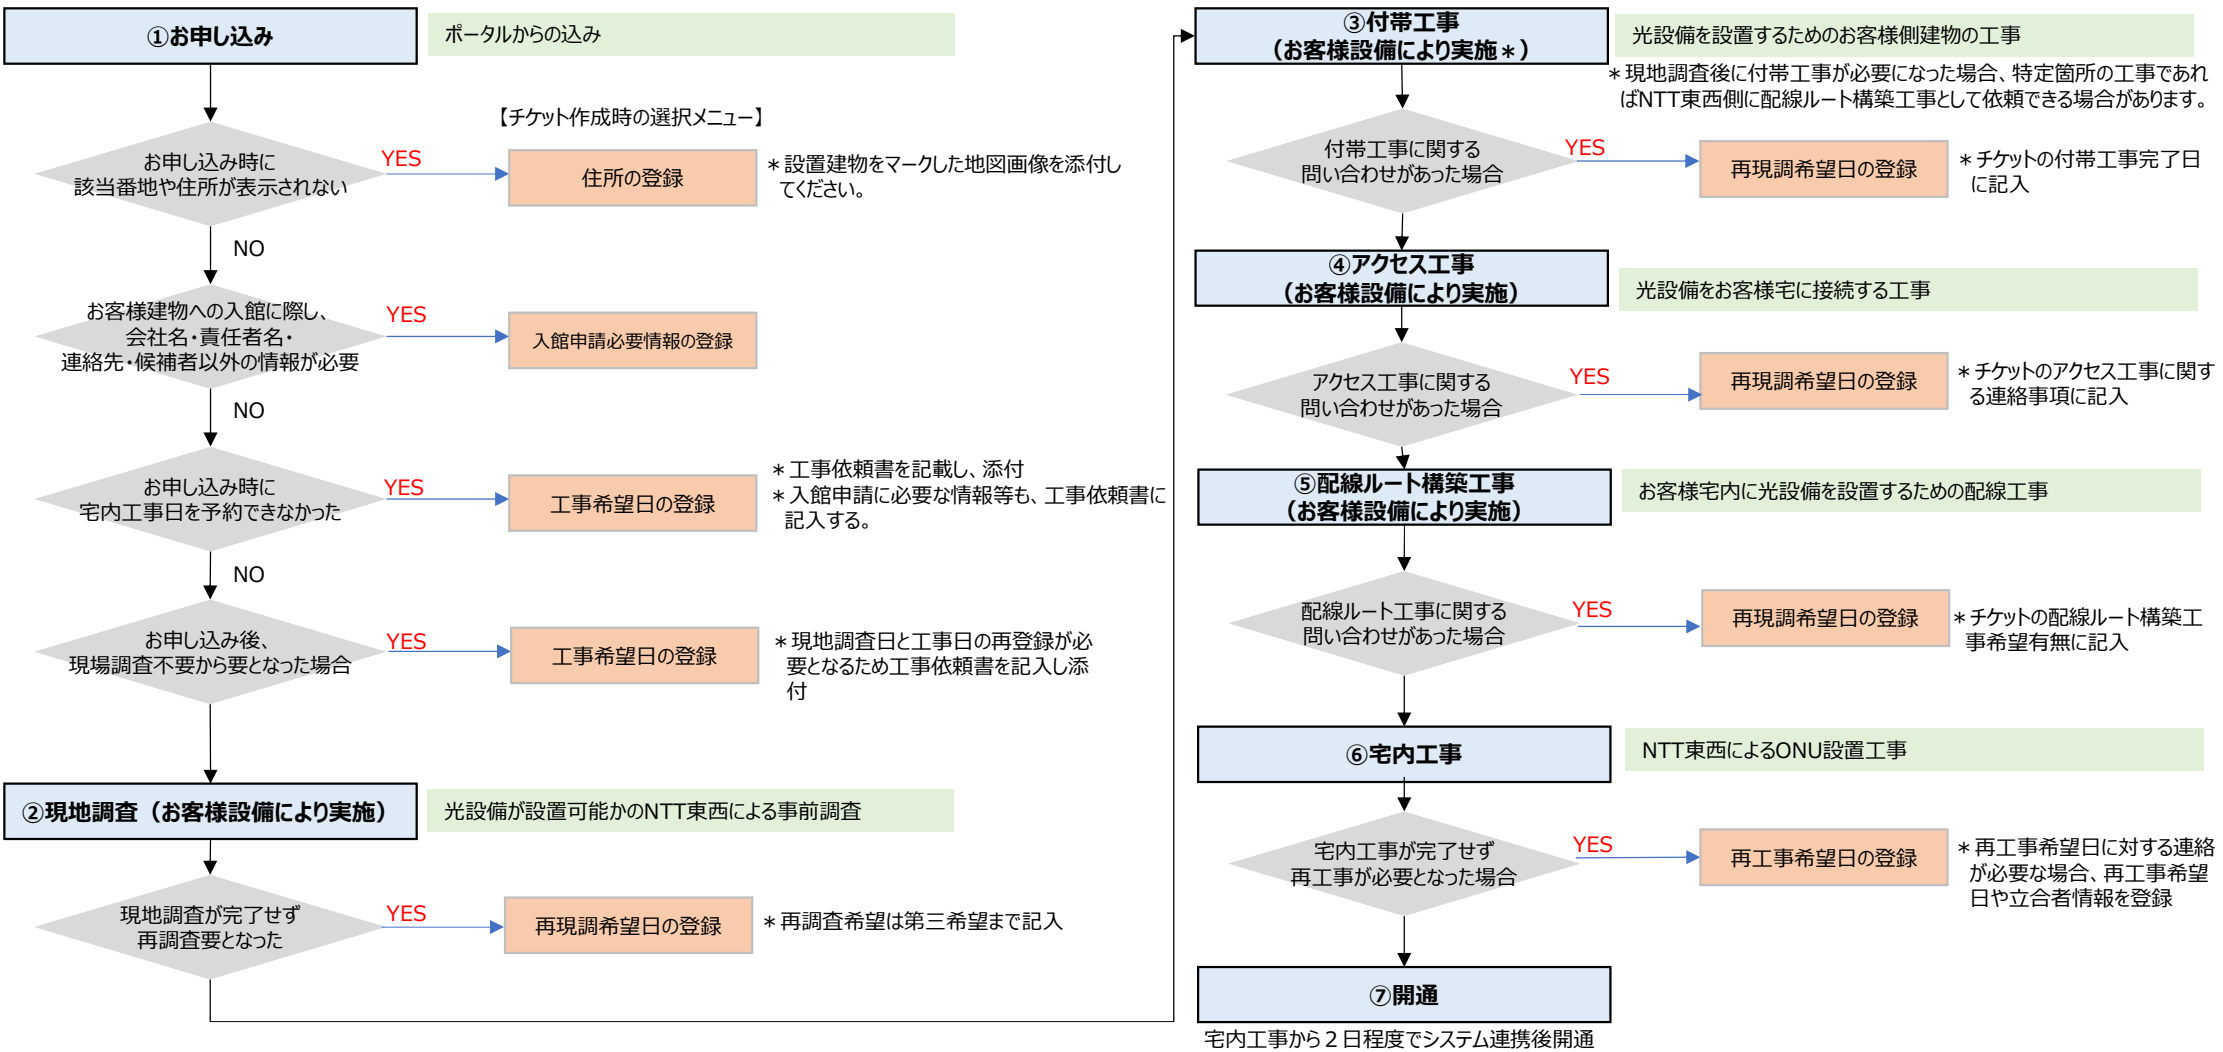 ①お申し込み
ポータルからの込み
お申し込み時に
該当番地や住所が表示されない
YES
【チケット作成時の選択メニュー】
住所の登録
＊設置建物をマークした地図画像を添付し
てください。
NO
お客様建物への入館に際し、
会社名・責任者名・
連絡先・候補者以外の情報が必要
YES
入館申請必要情報の登録
NO
お申し込み時に
宅内工事日を予約できなかった
YES
工事希望日の登録
＊工事依頼書を記載し、添付
＊入館申請に必要な情報等も、工事依頼書に
記入する。
NO
お申し込み後、
現場調査不要から要となった場合
YES
工事希望日の登録
＊現地調査日と工事日の再登録が必
要となるため工事依頼書を記入し添
付
②現地調査（お客様設備により実施）
光設備が設置可能かのNTT東西による事前調査
現地調査が完了せず
再調査要となった
YES
再現調希望日の登録
＊再調査希望は第三希望まで記入
③付帯工事
（お客様設備により実施＊）
光設備を設置するためのお客様側建物の工事
＊現地調査後に付帯工事が必要になった場合、特定箇所の工事であれ
ばNTT東西側に配線ルート構築工事として依頼できる場合があります。
付帯工事に関する
問い合わせがあった場合
YES
再現調希望日の登録
＊チケットの付帯工事完了日
に記入
④アクセス工事
（お客様設備により実施）
光設備をお客様宅に接続する工事
アクセス工事に関する
問い合わせがあった場合
YES
再現調希望日の登録
＊チケットのアクセス工事に関す
る連絡事項に記入
⑤配線ルート構築工事
（お客様設備により実施）
お客様宅内に光設備を設置するための配線工事
配線ルート工事に関する
問い合わせがあった場合
YES
再現調希望日の登録
＊チケットの配線ルート構築工
事希望有無に記入
⑥宅内工事
NTT東西によるONU設置工事
宅内工事が完了せず
再工事が必要となった場合
YES
再工事希望日の登録
＊再工事希望日に対する連絡
が必要な場合、再工事希望
日や立合者情報を登録
⑦開通
宅内工事から２日程度でシステム連携後開通